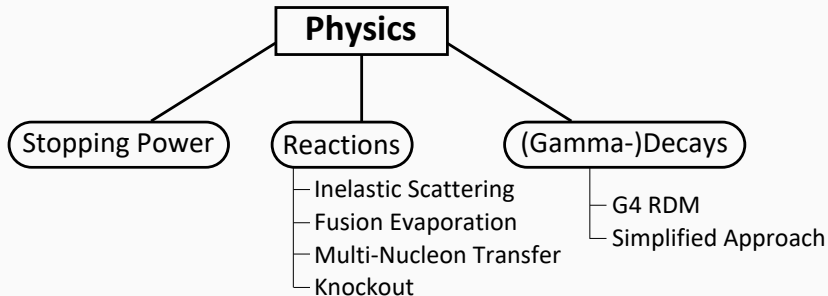 Physics
Stopping Power
Reactions
(Gamma-)Decays
Inelastic Scattering
Fusion Evaporation
Multi-Nucleon Transfer
Knockout
G4 RDM
Simplified Approach